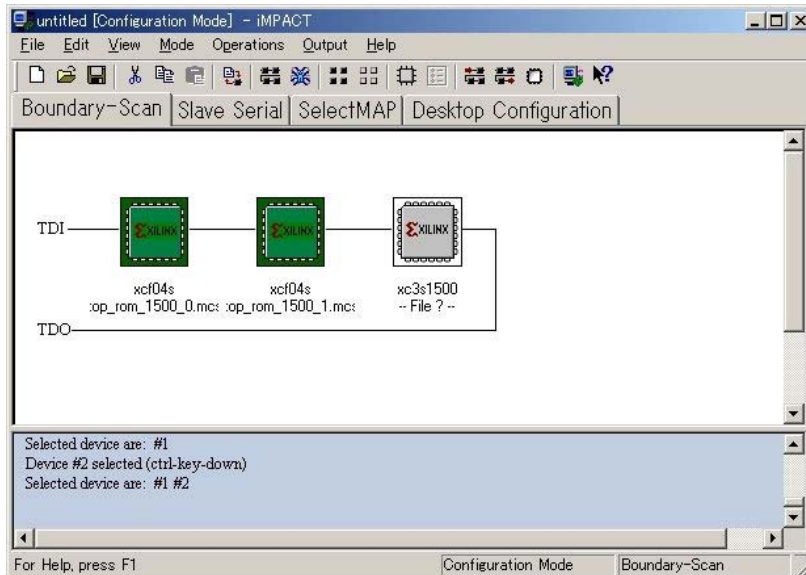 untitled [Configuration Mode] - iMPACT
File Edit View Mode Operations Output Help
Boundary-Scan Slave Serial SelectMAP Desktop Configuration
TDI
XILINX XILINX XILINX
xcf04s xcf04s xc3s1500
:op_rom_1500_0.mcs :op_rom_1500_1.mcs -- File ? --
TDO
Selected device are: #1
Device #2 selected (ctrl-key-down)
Selected device are: #1 #2
For Help, press F1 Configuration Mode Boundary-Scan